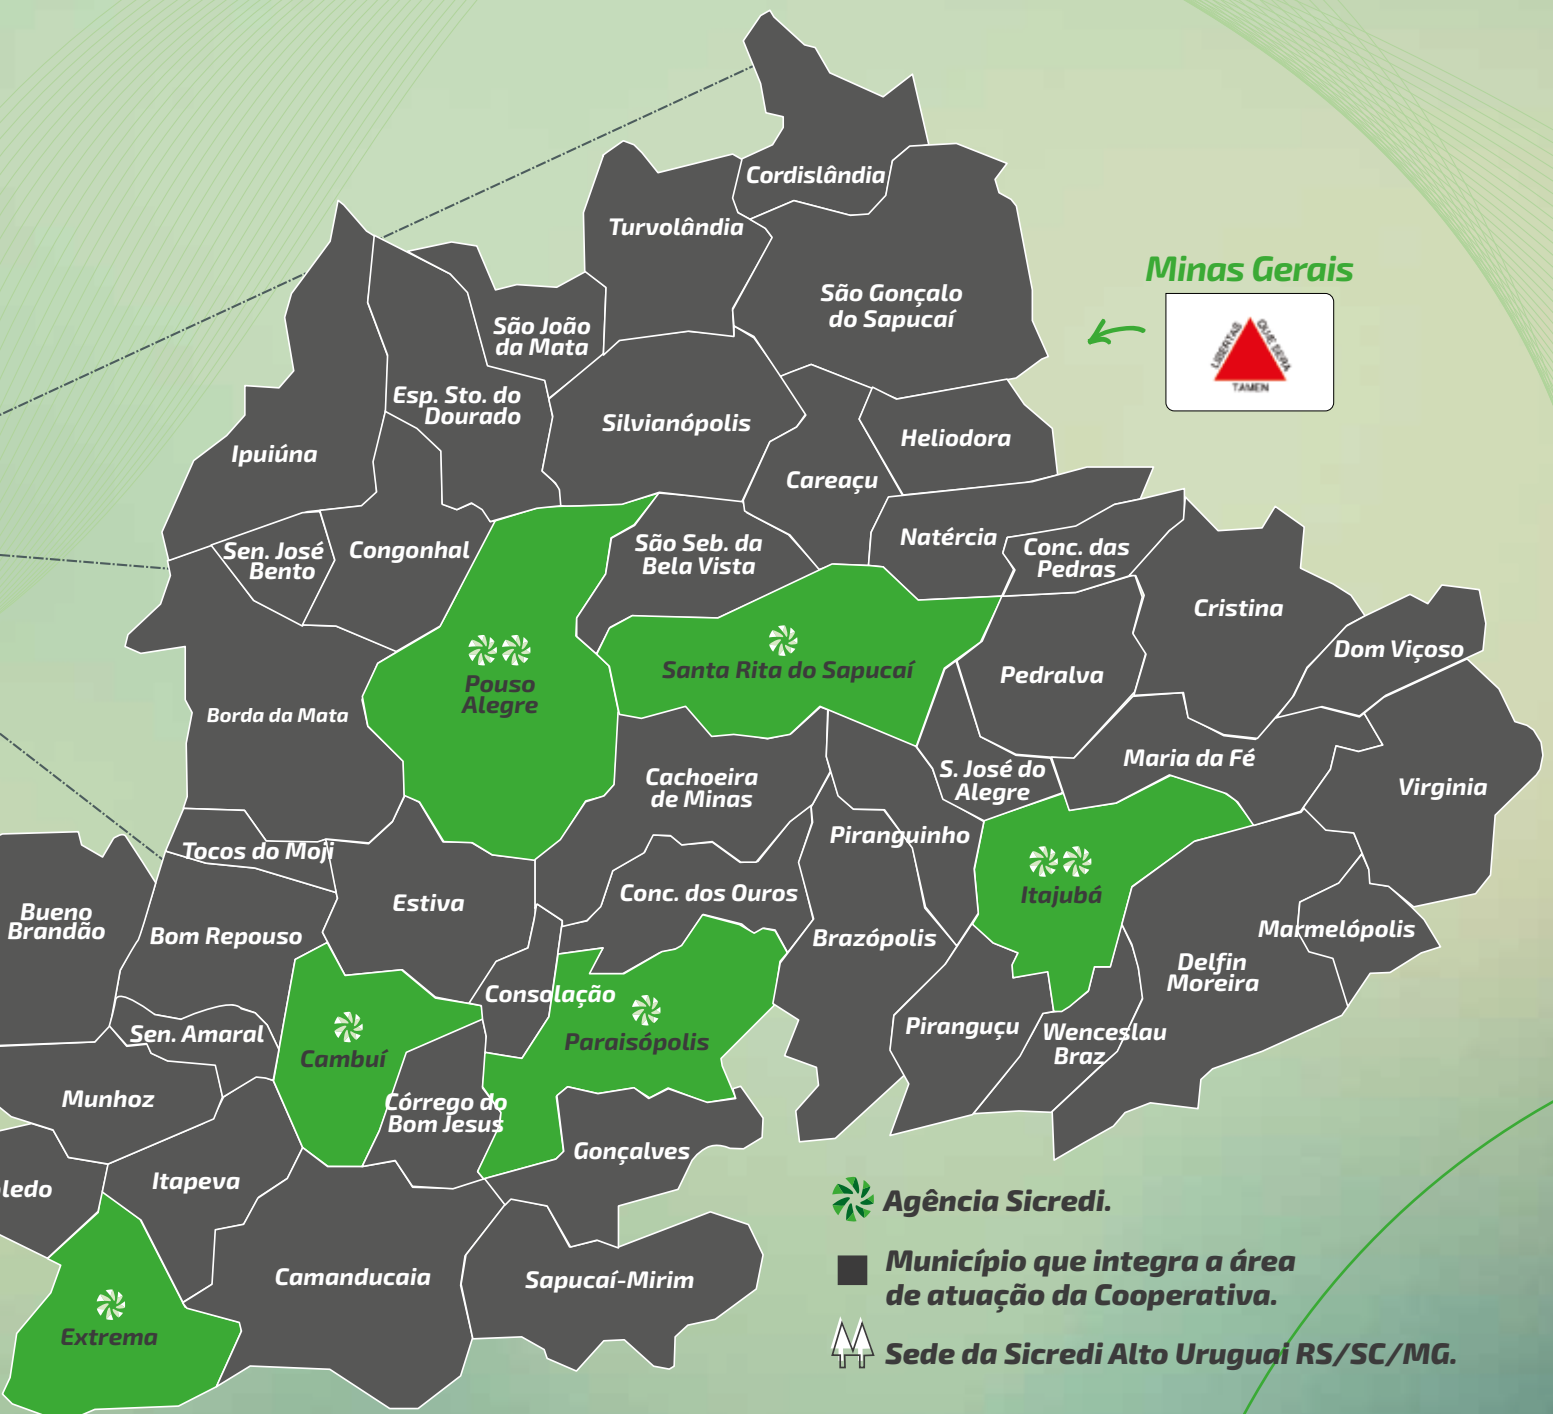 Cordislândia
Turvolândia
Minas Gerais
São Gonçalo
do Sapucaí
LIBERTAS
QUÆ SERA
TAMEN
São João
da Mata
Esp. Sto. do
Dourado
Silvianópolis
Heliodora
Ipuiúna
Careaçu
Natércia
Conc. das
Pedras
Sen. José
Bento
Congonhal
São Seb. da
Bela Vista
Cristina
Dom Viçoso
Santa Rita do Sapucaí
Pedralva
Pouso
Alegre
Borda da Mata
Maria da Fé
S. José do
Alegre
Cachoeira
de Minas
Virginia
Piranguinho
Tocos do Moji
Itajubá
Estiva
Conc. dos Ouros
Bueno
Brandão
Bom Repouso
Brazópolis
Marmelópolis
Delfin
Moreira
Consolação
Sen. Amaral
Piranguçu
Wenceslau
Braz
Paraisópolis
Cambuí
Munhoz
Córrego do
Bom Jesus
Gonçalves
ledo
Itapeva
Agência Sicredi.
Camanducaia
Sapucaí-Mirim
Município que integra a área
de atuação da Cooperativa.
Extrema
Sede da Sicredi Alto Uruguai RS/SC/MG.